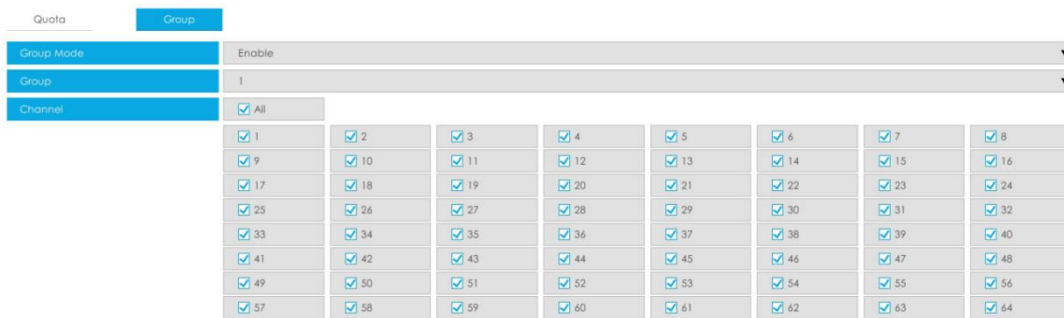 Quota Group
Group Mode Enable
Group 1
Channel All
1 2 3 4 5 6 7 8
9 10 11 12 13 14 15 16
17 18 19 20 21 22 23 24
25 26 27 28 29 30 31 32
33 34 35 36 37 38 39 40
41 42 43 44 45 46 47 48
49 50 51 52 53 54 55 56
57 58 59 60 61 62 63 64